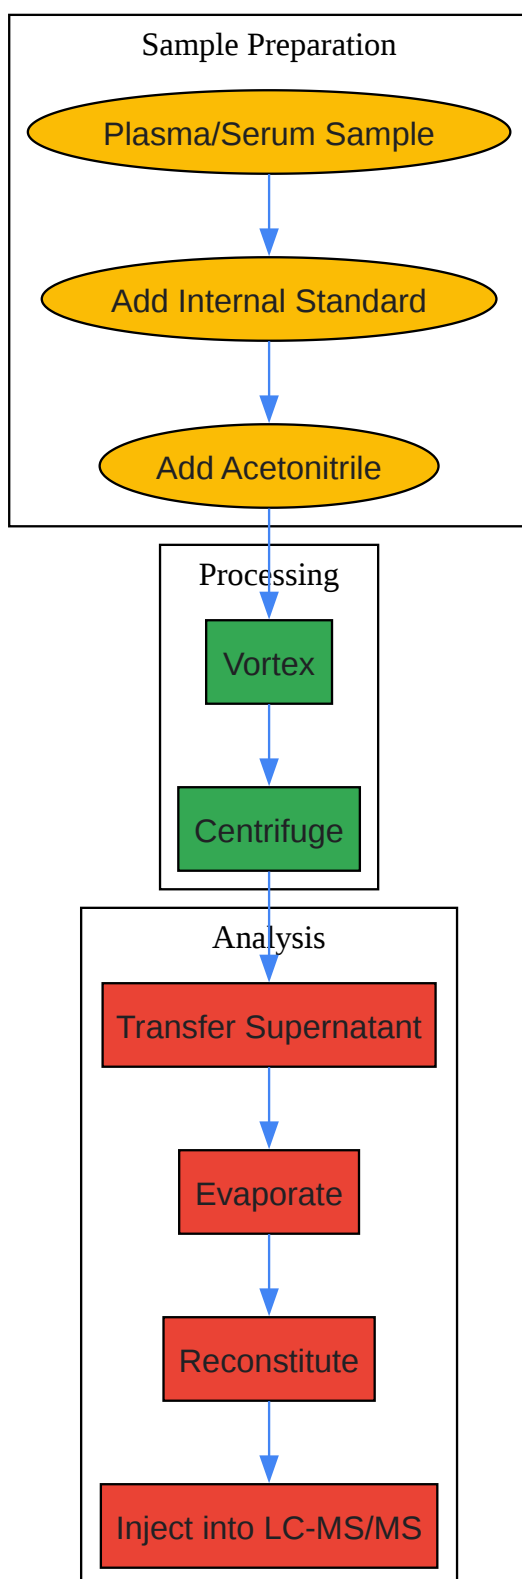 Sample Preparation
Plasma/Serum Sample
Add Internal Standard
Add Acetonitrile
Processing
Vortex
Centrifuge
Analysis
Transfer Supernatant
Evaporate
Reconstitute
Inject into LC-MS/MS